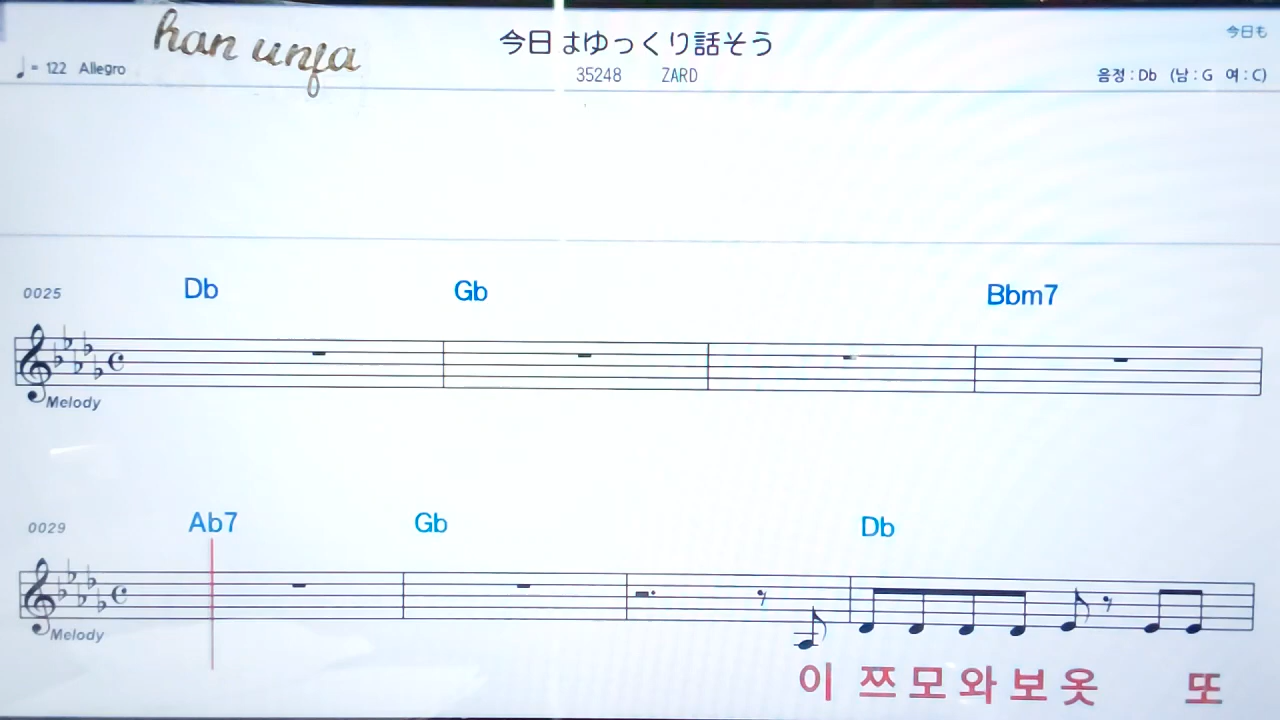 han unfa
今日はゆっくり話そう
今日も
♩= 122 Allegro
35248 ZARD
음정 : Db (남 : G 여 : C)
0025 Db Gb Bbm7
Melody
0029 Ab7 Gb Db
Melody
이 쯔 모 와 보 옷 또